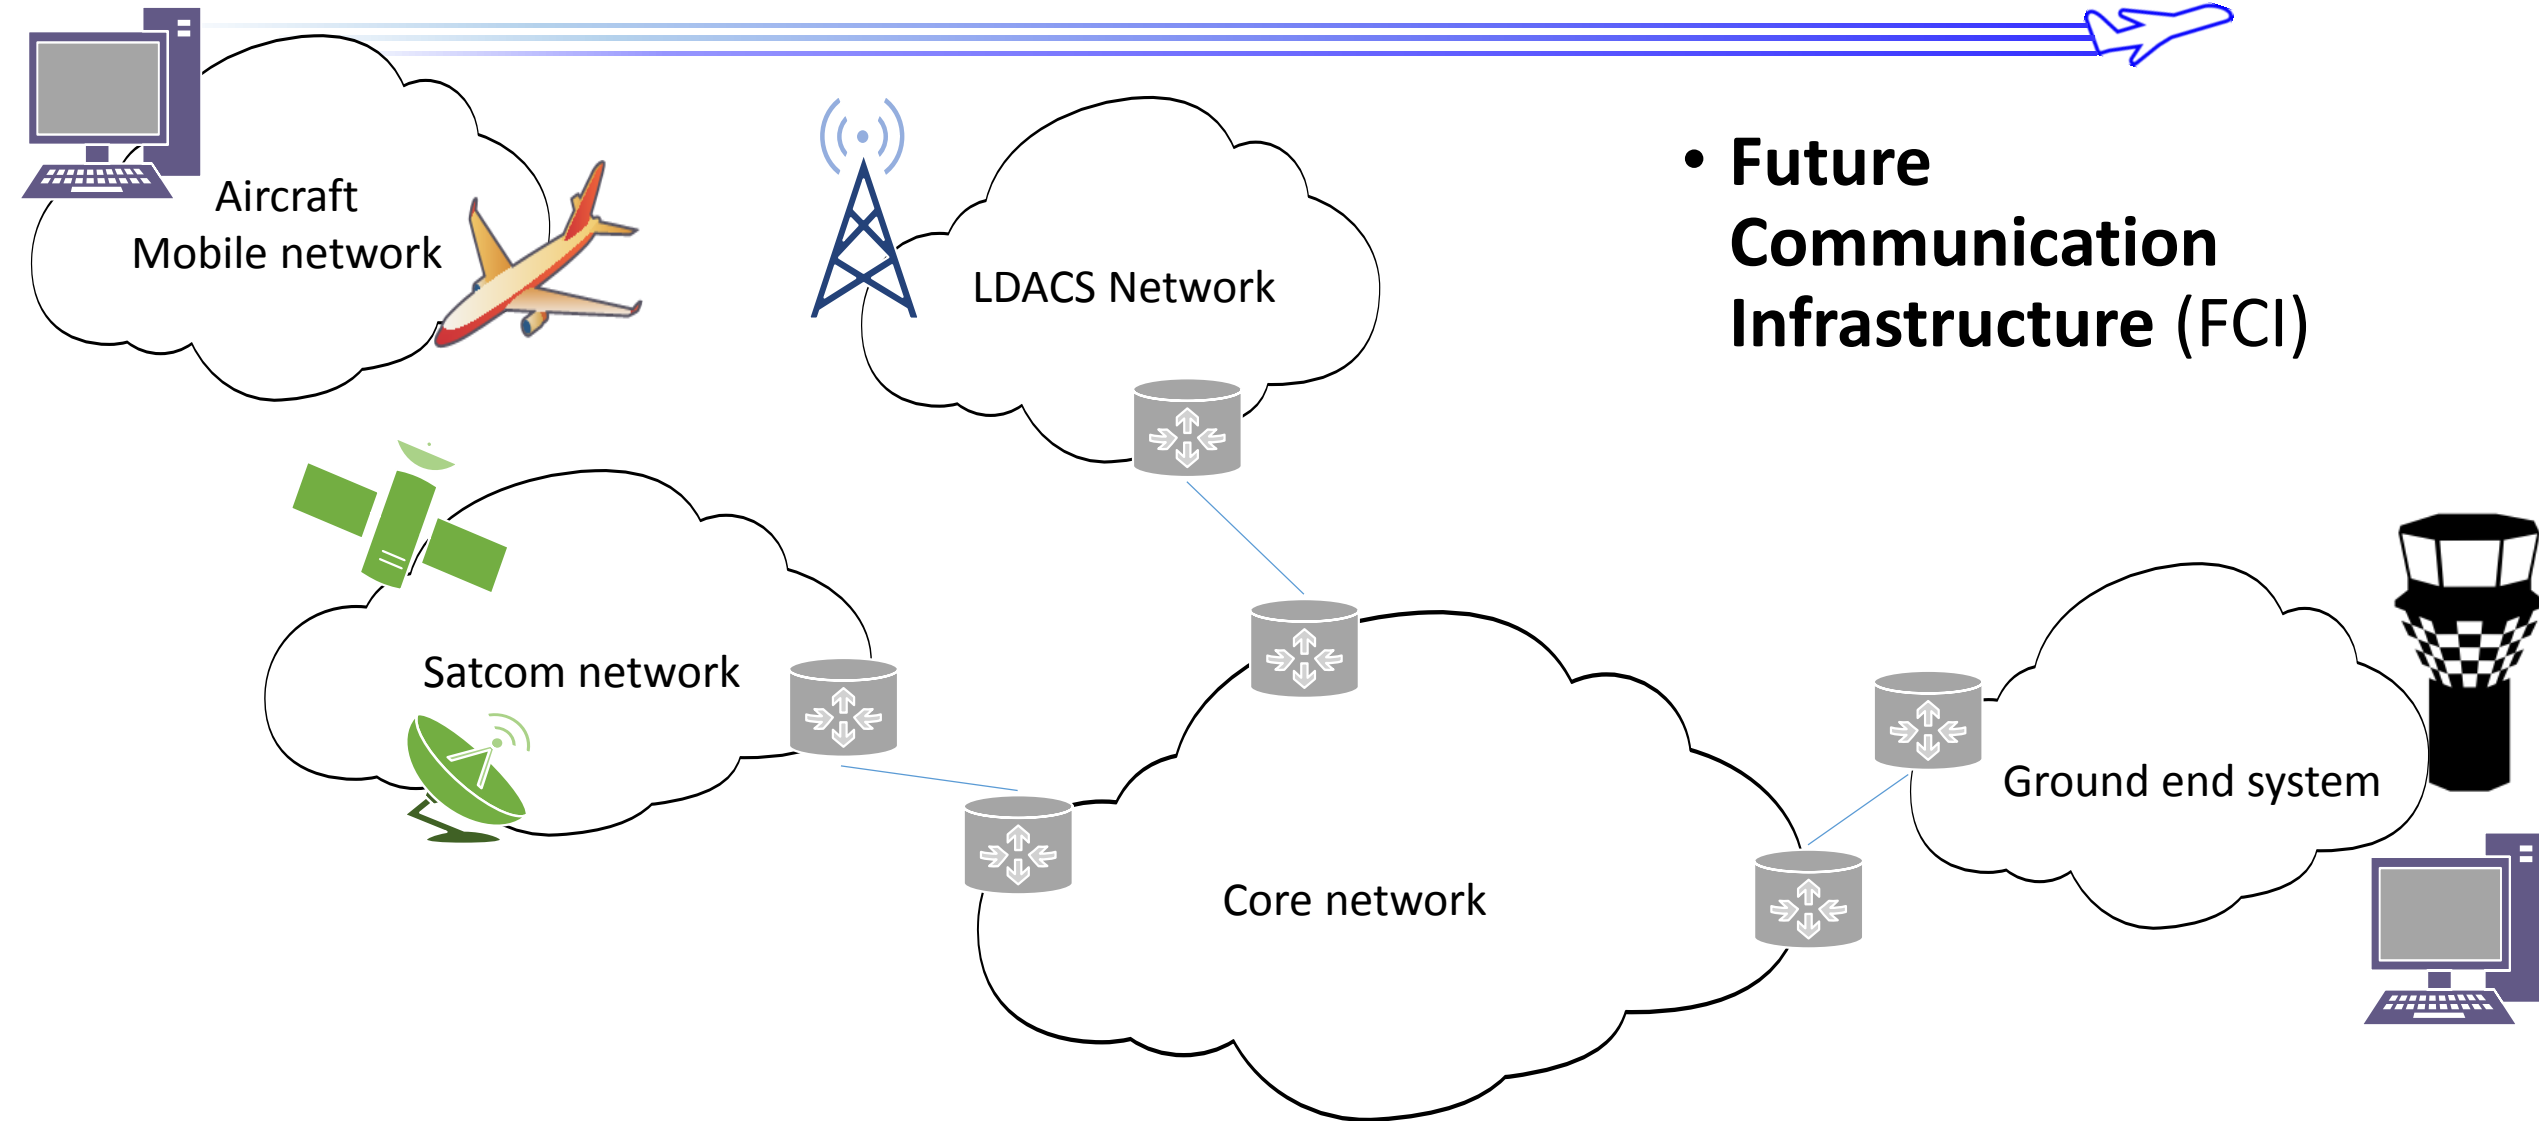 Aircraft
Mobile network
LDACS Network
• Future
Communication
Infrastructure (FCI)
Satcom network
Ground end system
Core network